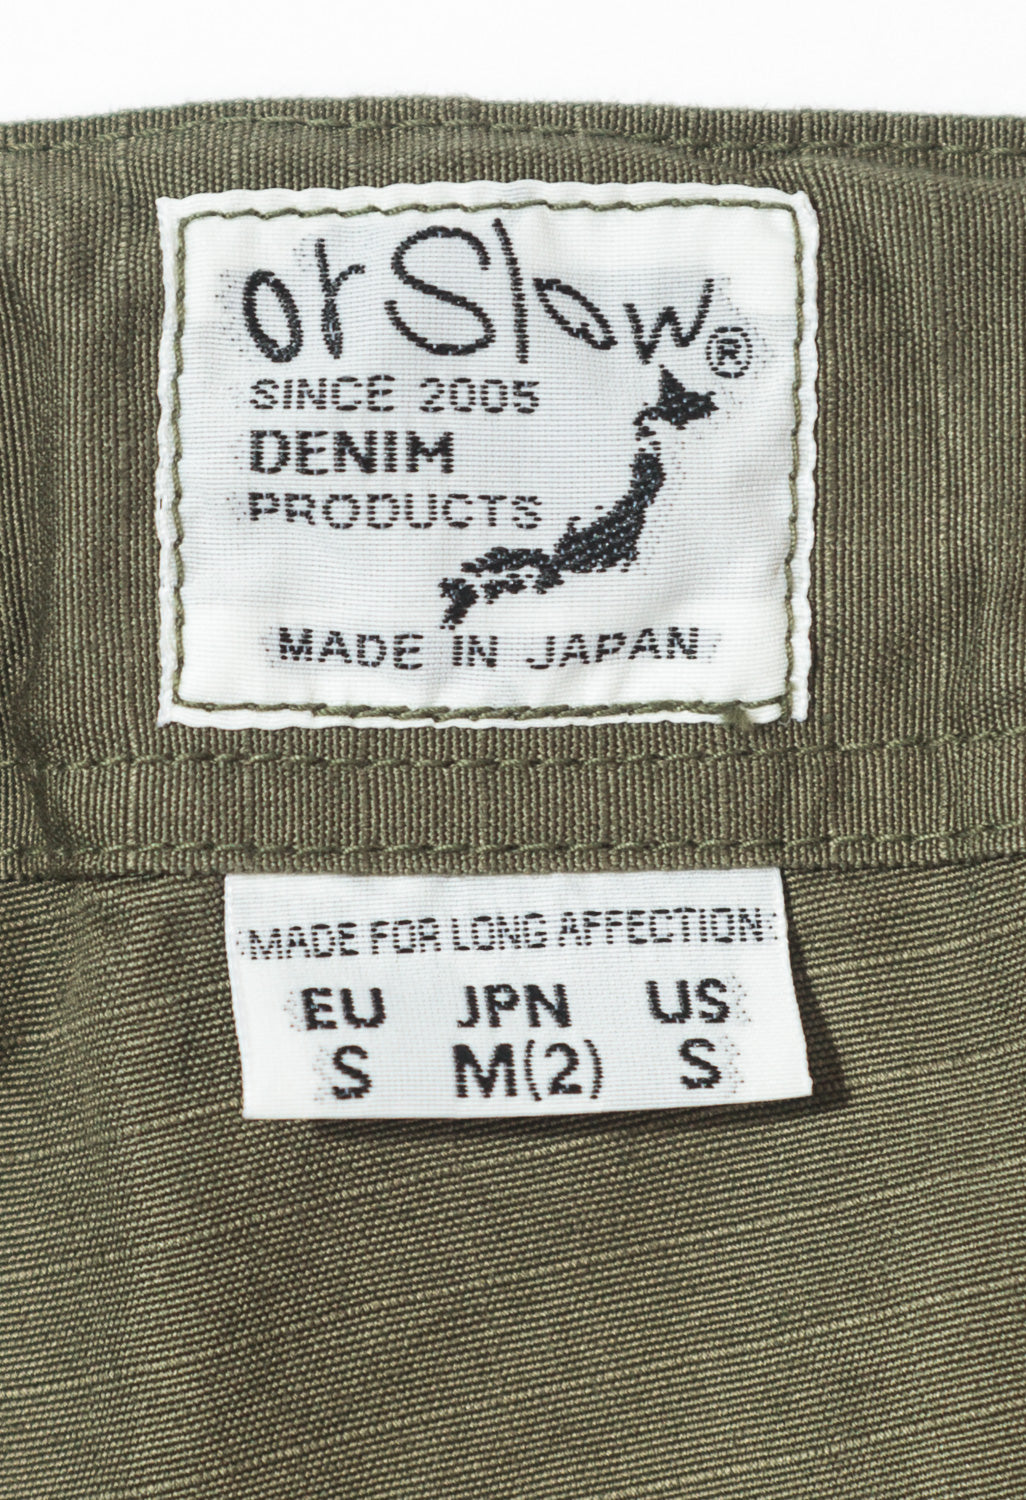 orSlow®
SINCE 2005
DENIM
PRODUCTS
MADE IN JAPAN
MADE FOR LONG AFFECTION
EU JPN US
S M(2) S